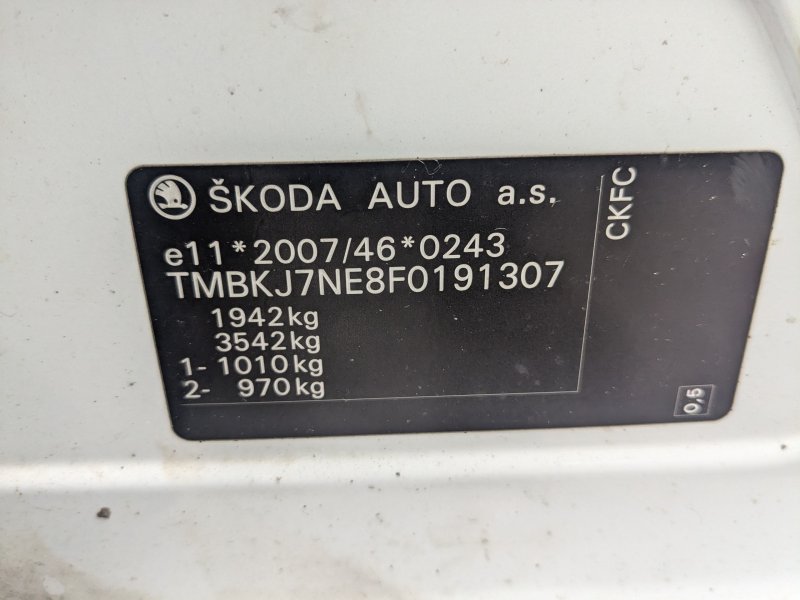 ŠKODA AUTO a.s.
e11*2007/46*0243
TMBKJ7NE8F0191307
1942kg
3542kg
1- 1010kg
2- 970kg
CKFC
0,5